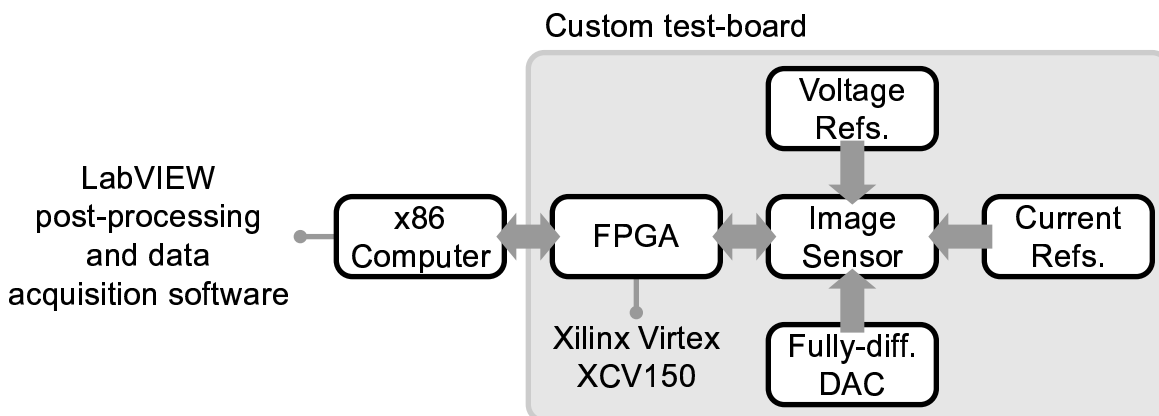 Custom test-board
Voltage
Refs.
LabVIEW
post-processing
and data
acquisition software
x86
Computer
FPGA
Image
Sensor
Current
Refs.
Xilinx Virtex
XCV150
Fully-diff.
DAC